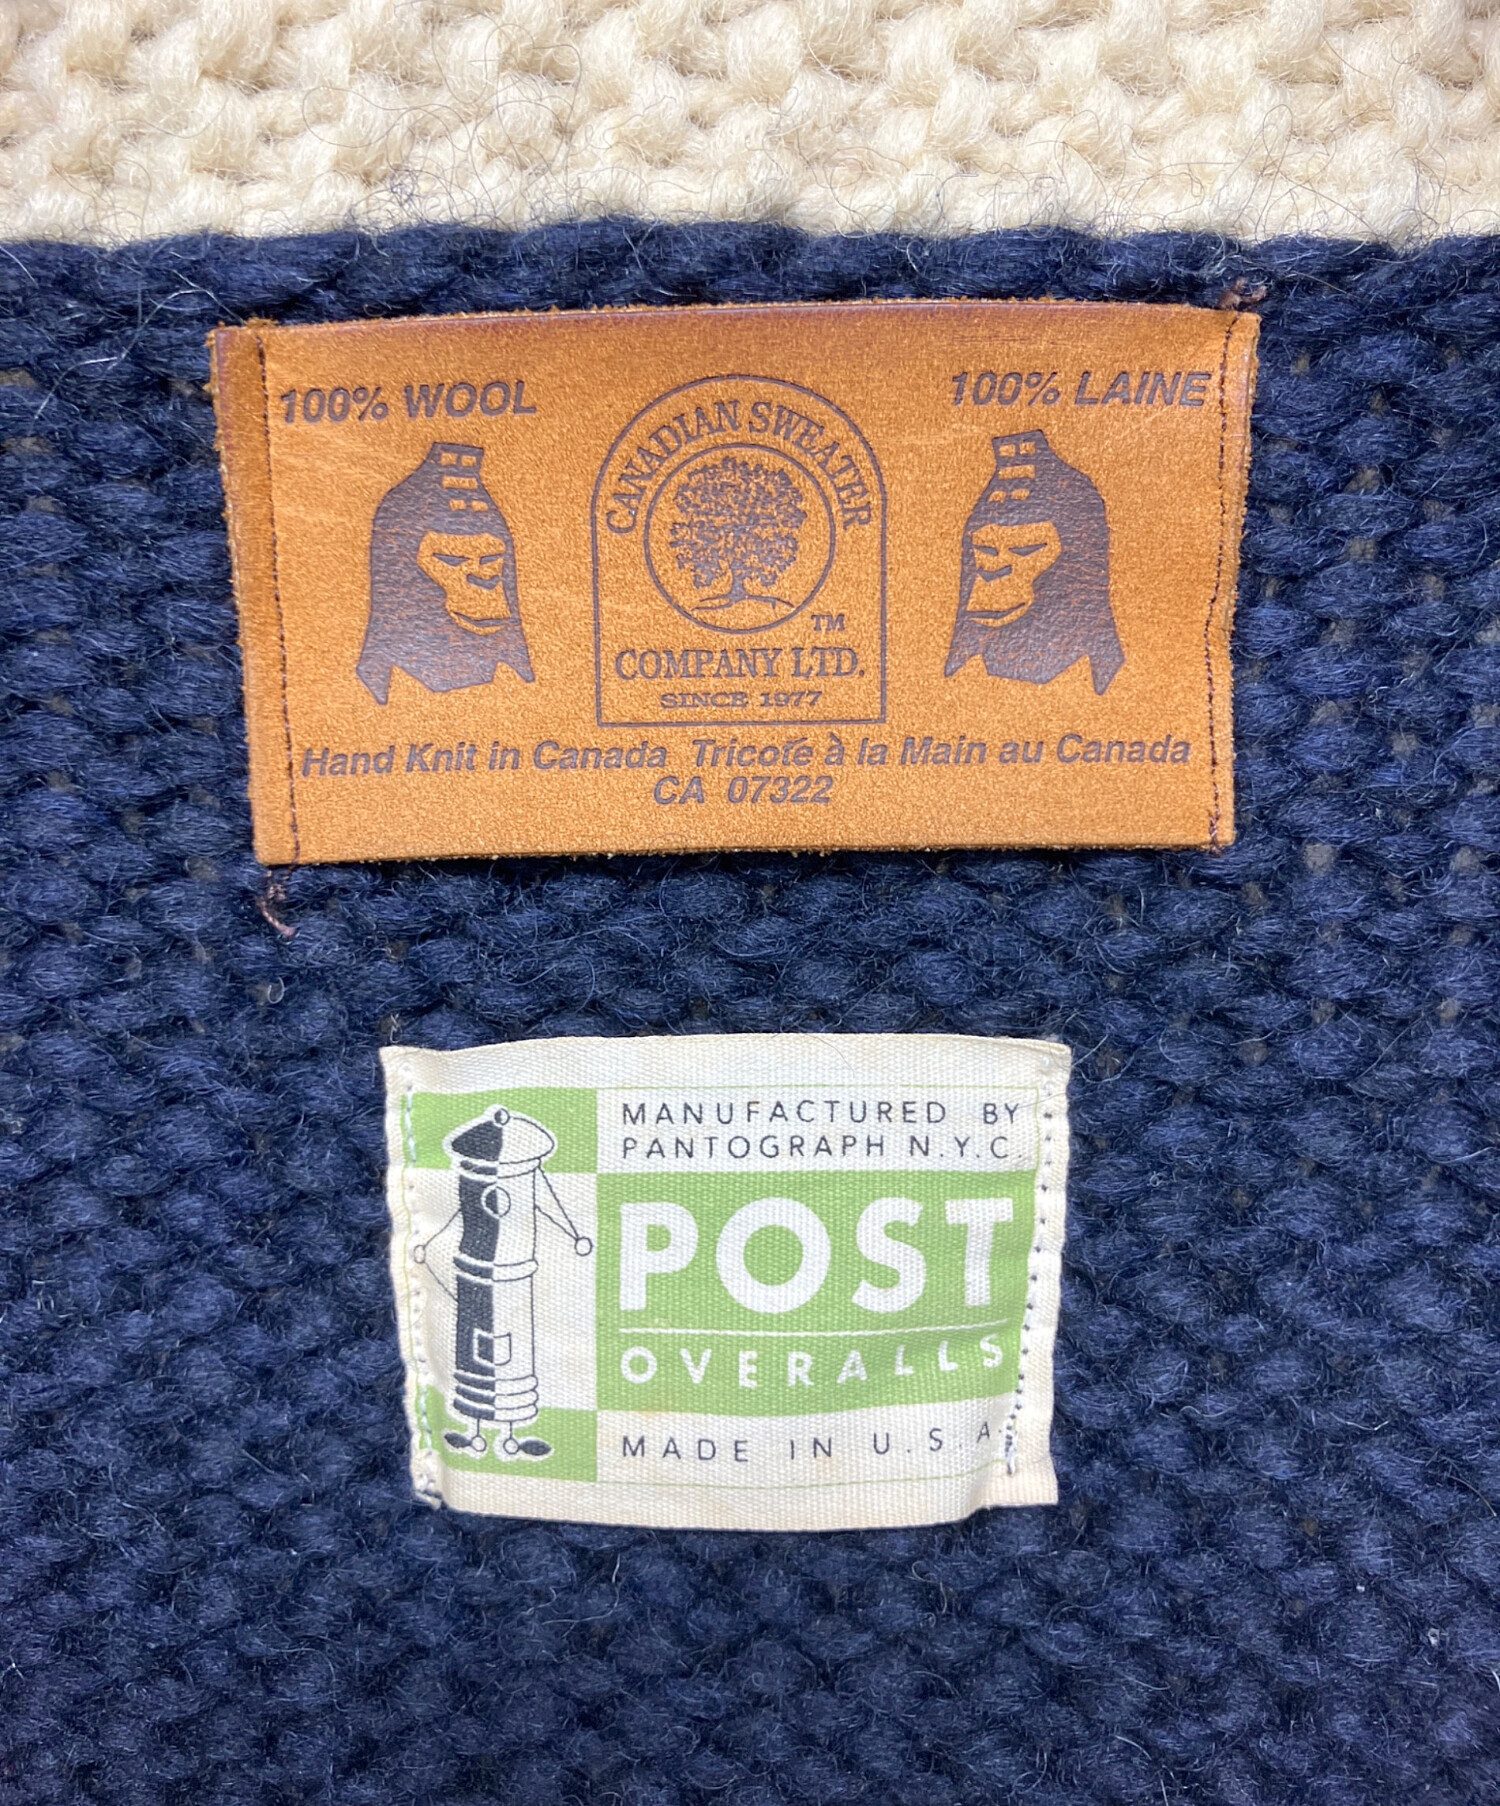 100% WOOL
100% LAINE
CANADIAN SWEATER
TM
COMPANY LTD.
SINCE 1977
Hand Knit in Canada Tricoté à la Main au Canada
CA 07322
MANUFACTURED BY
PANTOGRAPH N.Y.C.
POST
OVERALLS
MADE IN U.S.A.